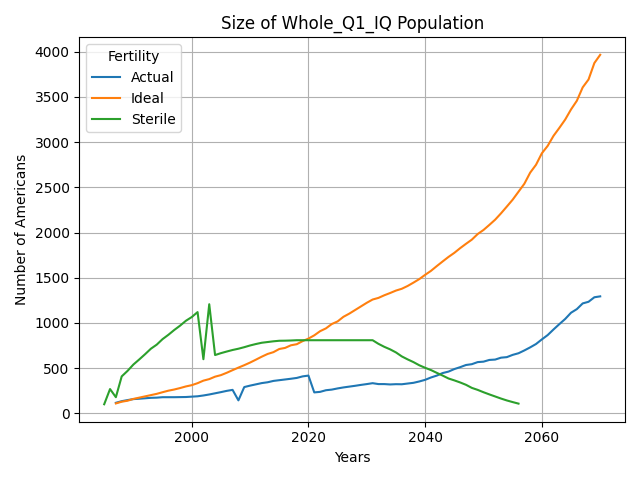 Size of Whole_Q1_IQ Population
Fertility
Actual
Ideal
Sterile
Number of Americans
4000
3500
3000
2500
2000
1500
1000
500
0
2000 2020 2040 2060
Years